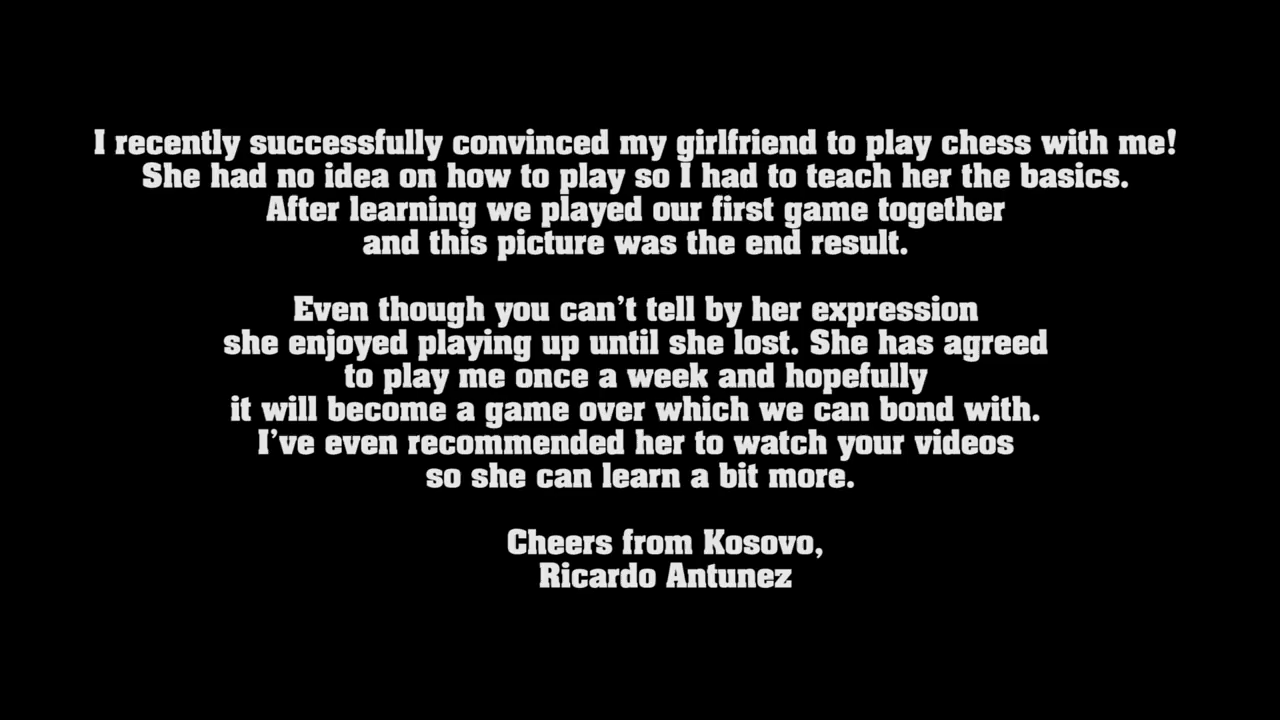 I recently successfully convinced my girlfriend to play chess with me!
She had no idea on how to play so I had to teach her the basics.
After learning we played our first game together
and this picture was the end result.
Even though you can't tell by her expression
she enjoyed playing up until she lost. She has agreed
to play me once a week and hopefully
it will become a game over which we can bond with.
I've even recommended her to watch your videos
so she can learn a bit more.
Cheers from Kosovo,
Ricardo Antunez